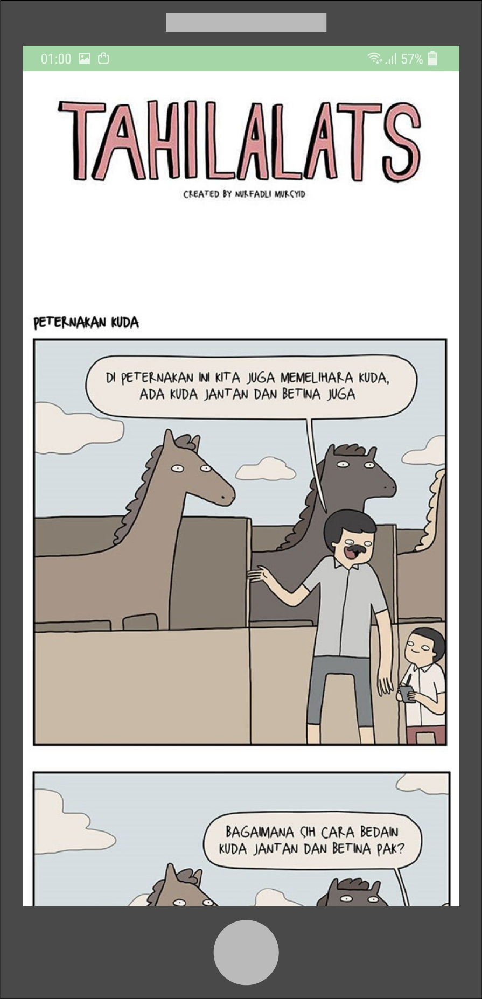 01:00 57%
TAHILALATS
CREATED BY NURFADLI MURSYID
PETERNAKAN KUDA
DI PETERNAKAN INI KITA JUGA MEMELIHARA KUDA,
ADA KUDA JANTAN DAN BETINA JUGA
BAGAIMANA SIH CARA BEDAIN
KUDA JANTAN DAN BETINA PAK?